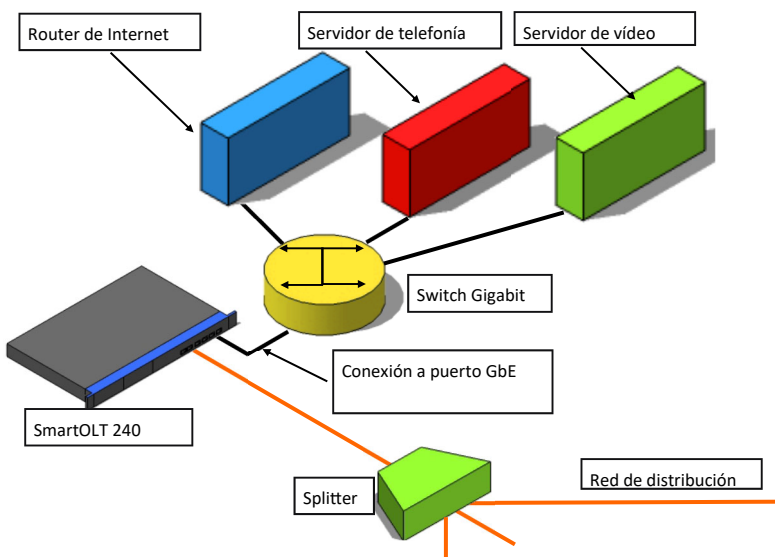 Router de Internet
Servidor de telefonía
Servidor de vídeo
Switch Gigabit
Conexión a puerto GbE
SmartOLT 240
Splitter
Red de distribución